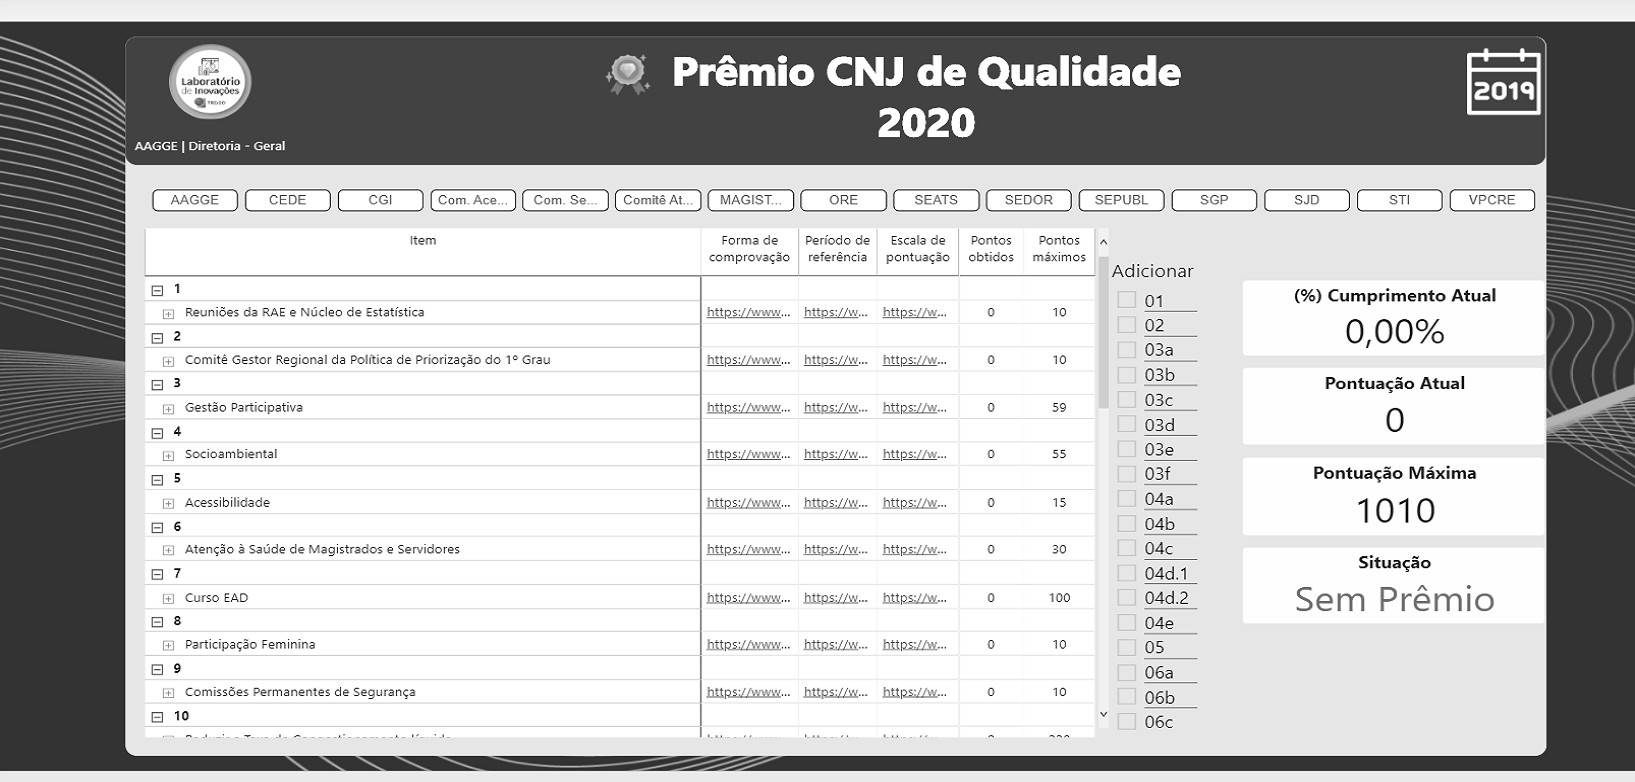 Laboratório
de Inovações
AAGGE | Diretoria - Geral
Prêmio CNJ de Qualidade
2020
2019
AAGGE CEDE CGI Com. Ace... Com. Se... Comitê At... MAGIST... ORE SEATS SEDOR SEPUBL SGP SJD STI VPCRE
Item Forma de comprovação Período de referência Escala de pontuação Pontos obtidos Pontos máximos
1
Reuniões da RAE e Núcleo de Estatística https://www... https://w... https://w... 0 10
2
Comitê Gestor Regional da Política de Priorização do 1º Grau https://www... https://w... https://w... 0 10
3
Gestão Participativa https://www... https://w... https://w... 0 59
4
Socioambiental https://www... https://w... https://w... 0 55
5
Acessibilidade https://www... https://w... https://w... 0 15
6
Atenção à Saúde de Magistrados e Servidores https://www... https://w... https://w... 0 30
7
Curso EAD https://www... https://w... https://w... 0 100
8
Participação Feminina https://www... https://w... https://w... 0 10
9
Comissões Permanentes de Segurança https://www... https://w... https://w... 0 10
10
Adicionar
01
02
03a
03b
03c
03d
03e
03f
04a
04b
04c
04d.1
04d.2
04e
05
06a
06b
06c
(%) Cumprimento Atual
0,00%
Pontuação Atual
0
Pontuação Máxima
1010
Situação
Sem Prêmio